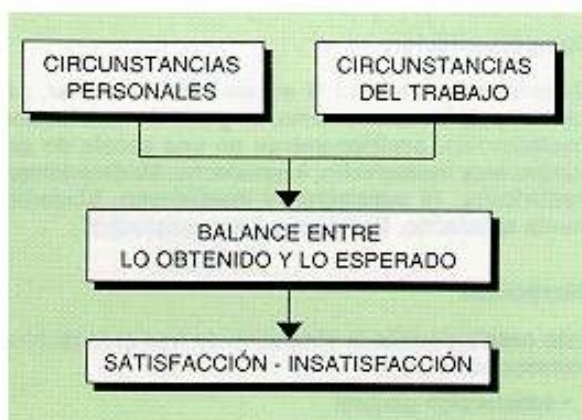 CIRCUNSTANCIAS
PERSONALES
CIRCUNSTANCIAS
DEL TRABAJO
BALANCE ENTRE
LO OBTENIDO Y LO ESPERADO
SATISFACCIÓN - INSATISFACCIÓN